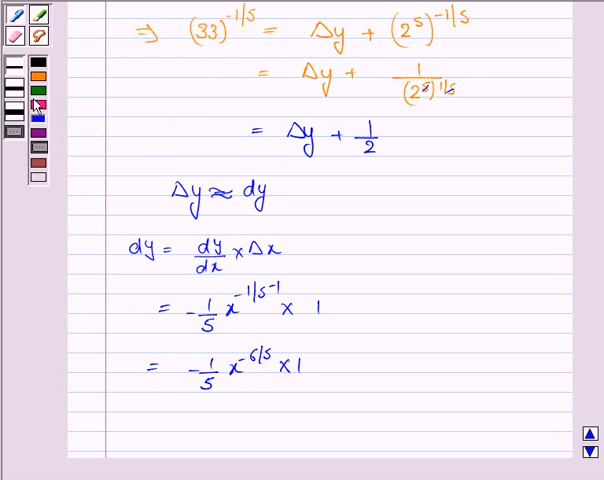 ⇒ (33)^{-1/5} = Δy + (2^5)^{-1/5}
= Δy + 1/(2^5)^{1/5}
= Δy + 1/2
Δy ≈ dy
dy = dy/dx × Δx
= -1/5 x^{-1/5-1} × 1
= -1/5 x^{-6/5} × 1